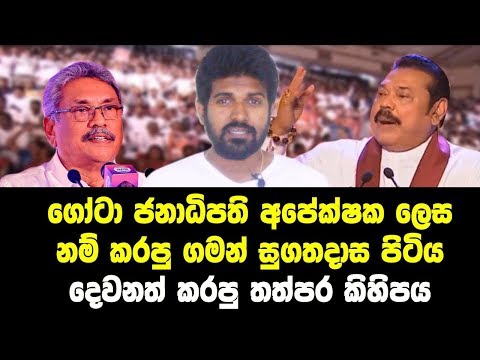 ගෝටා ජනාධිපති අපේක්ෂක ලෙස
නම් කරපු ගමන් සුගතදාස පිටිය
දෙවනත් කරපු තත්පර කිහිපය